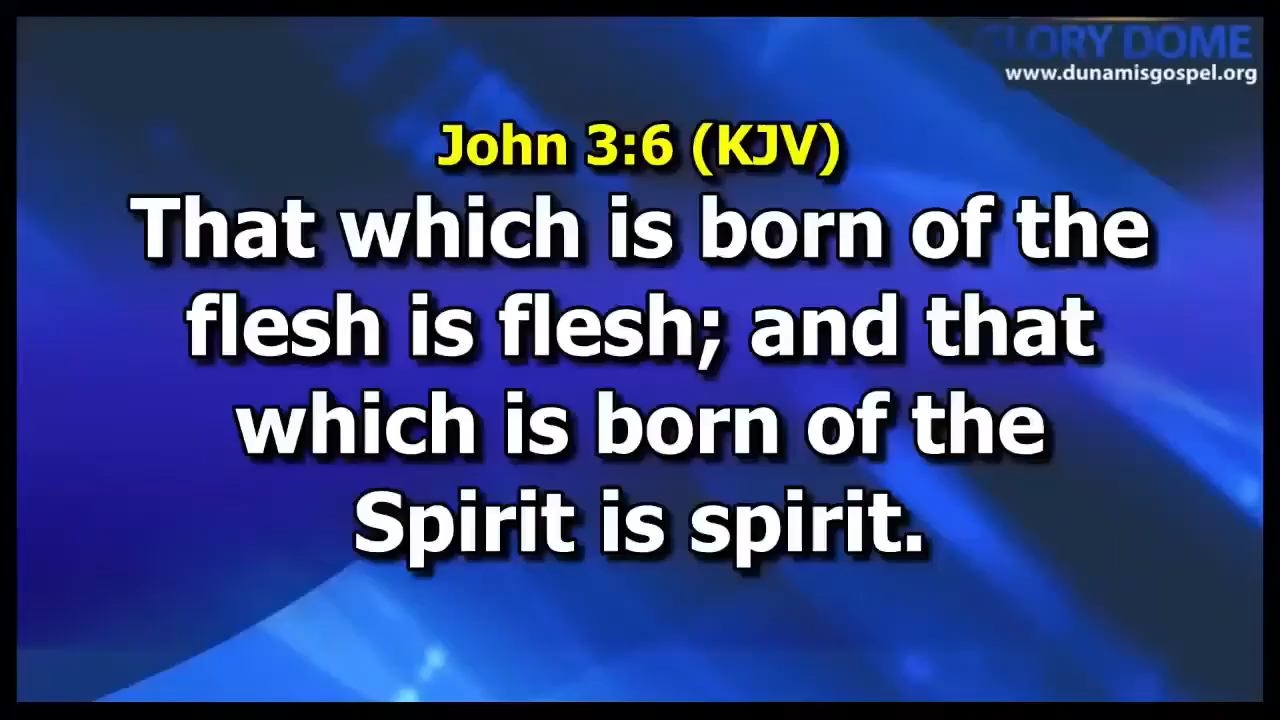 GLORY DOME
www.dunamisgospel.org
John 3:6 (KJV)
That which is born of the
flesh is flesh; and that
which is born of the
Spirit is spirit.